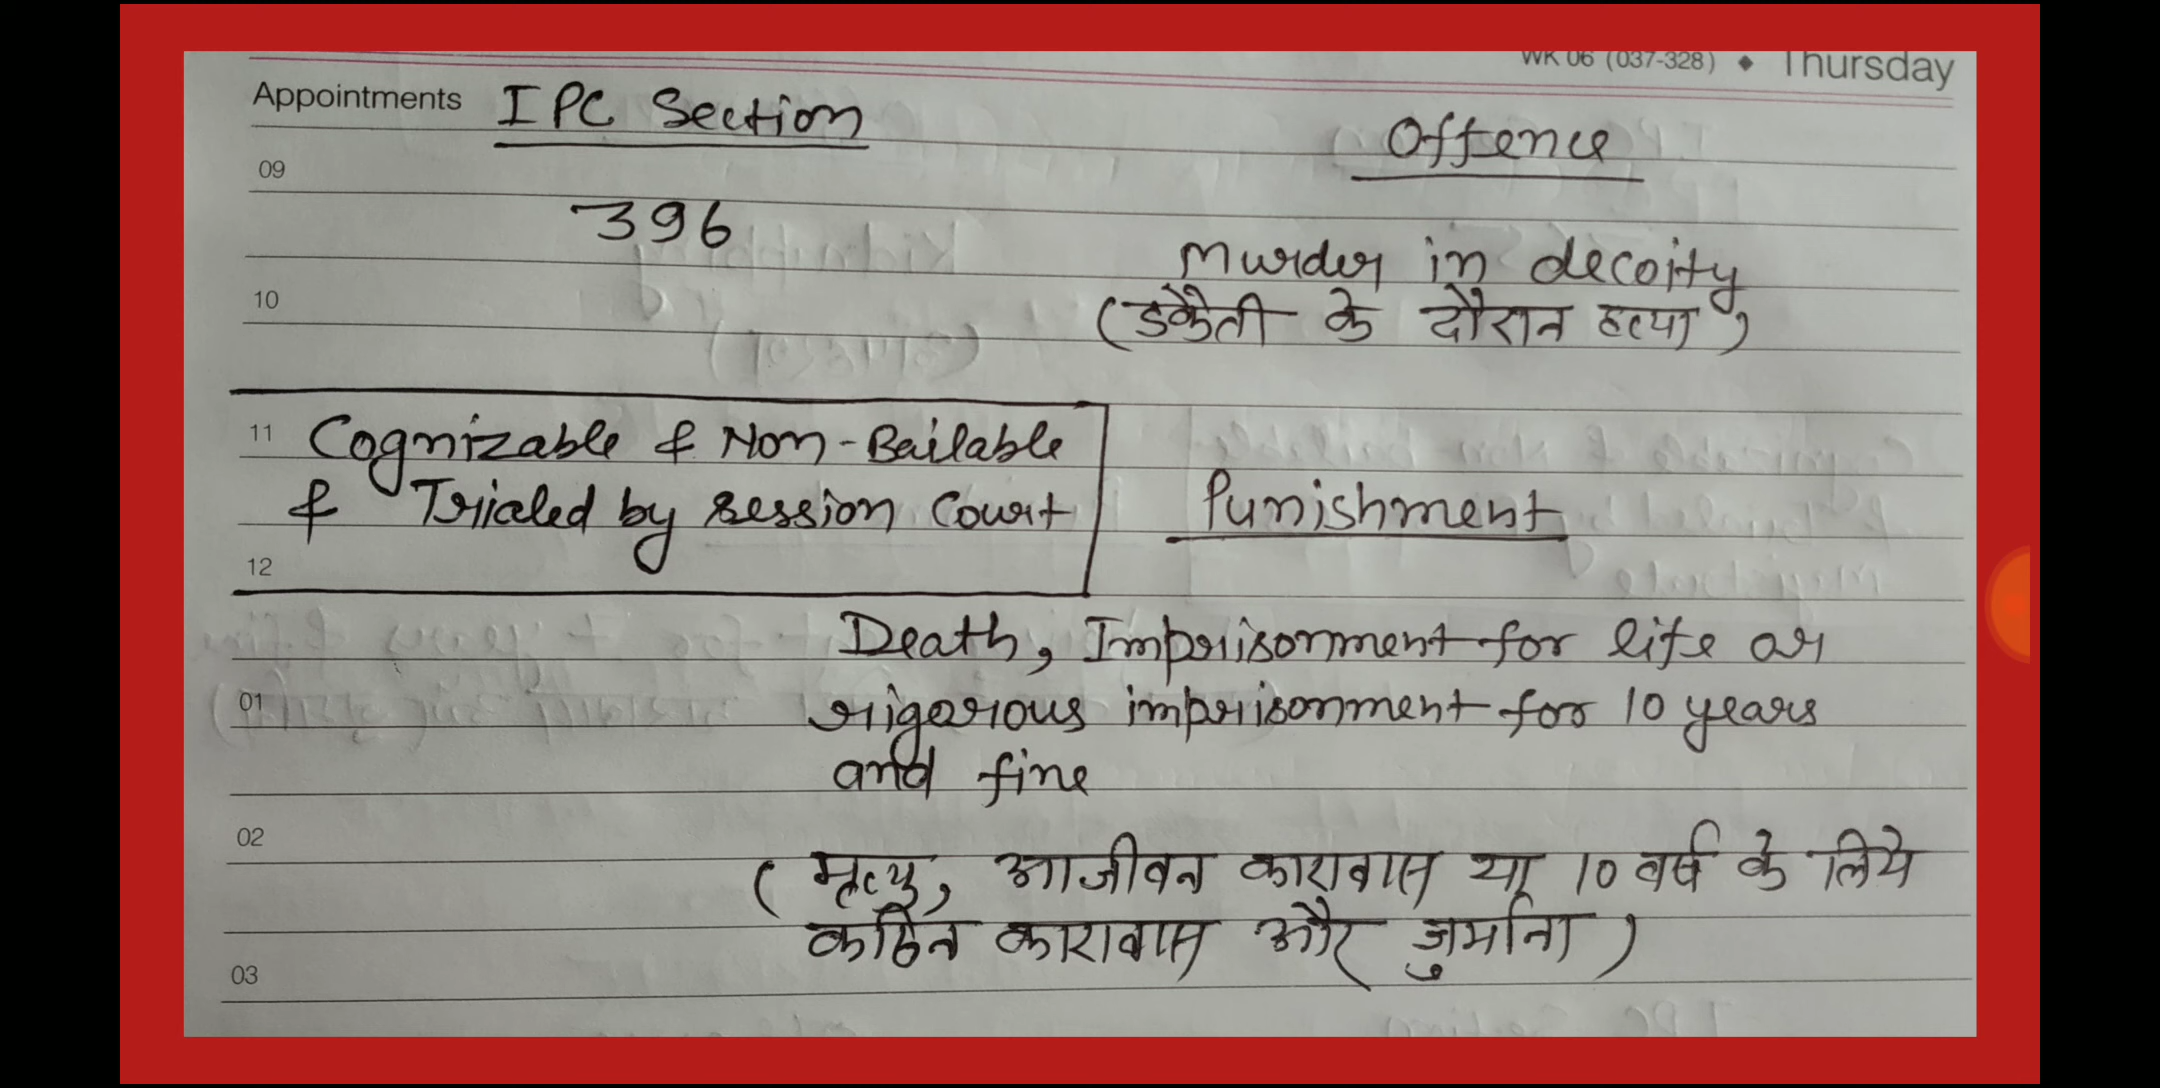 WK 06 (037-328) ◆ Thursday
Appointments IPC Section
Offence
09
396
Murder in decoity
10
(डकैती के दौरान हत्या)
11 Cognizable & Non-Bailable
& Trialed by session Court
Punishment
12
Death, Imprisonment for life or
01 rigorious imprisonment for 10 years
and fine
02
(मृत्यु, आजीवन कारावास या 10 वर्ष के लिये
कठिन कारावास और जुर्माना)
03